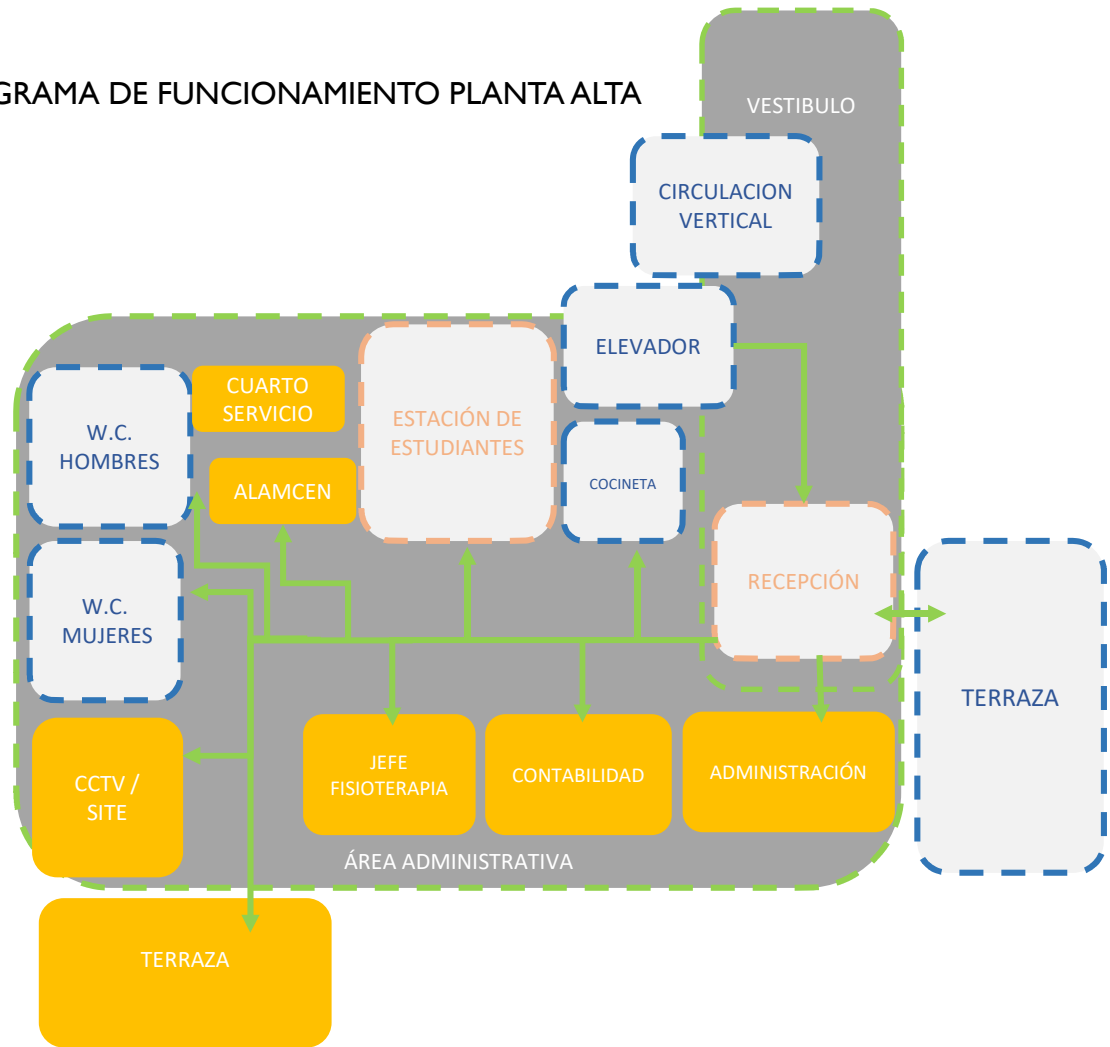 GRAMA DE FUNCIONAMIENTO PLANTA ALTA
VESTIBULO
CIRCULACION
VERTICAL
ELEVADOR
CUARTO
SERVICIO
ESTACIÓN DE
ESTUDIANTES
W.C.
HOMBRES
COCINETA
ALAMCEN
RECEPCIÓN
W.C.
MUJERES
TERRAZA
JEFE
FISIOTERAPIA
CONTABILIDAD
ADMINISTRACIÓN
CCTV /
SITE
ÁREA ADMINISTRATIVA
TERRAZA